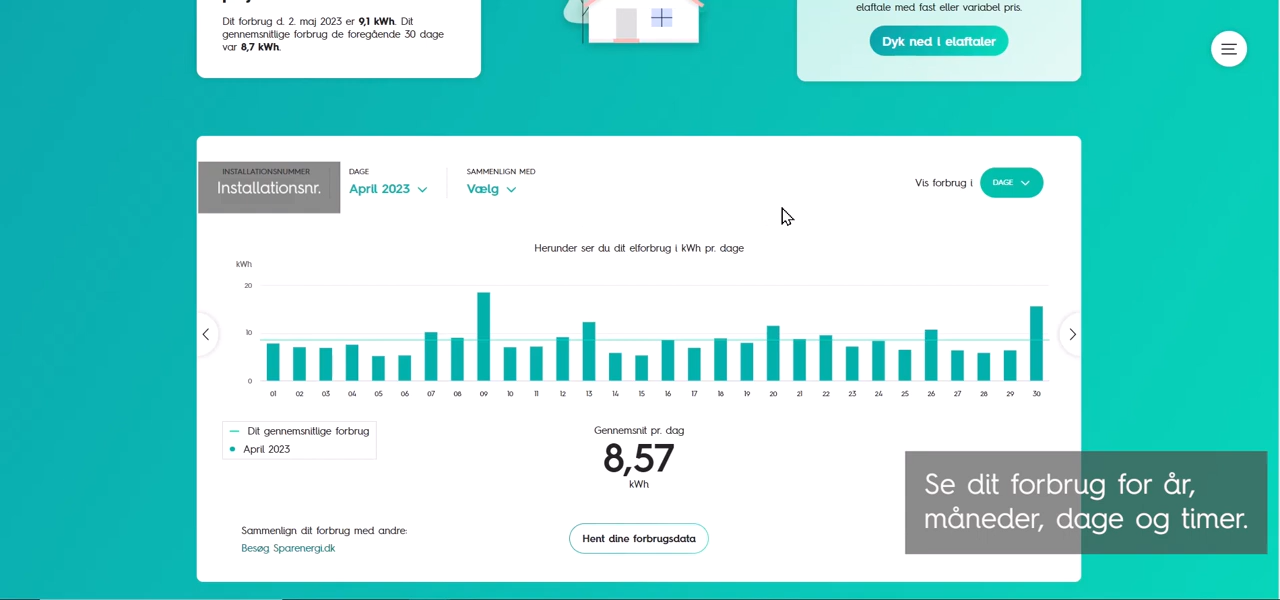 Dit forbrug d. 2. maj 2023 er 9,1 kWh. Dit
gennemsnitlige forbrug de foregående 30 dage
var 8,7 kWh.
elaftale med fast eller variabel pris.
Dyk ned i elaftaler
INSTALLATIONSNUMMER
Installationsnr.
DAGE
April 2023
SAMMENLIGN MED
Vælg
Vis forbrug i
DAGE
Herunder ser du dit elforbrug i kWh pr. dage
kWh
20
10
0
01 02 03 04 05 06 07 08 09 10 11 12 13 14 15 16 17 18 19 20 21 22 23 24 25 26 27 28 29 30
Dit gennemsnitlige forbrug
April 2023
Gennemsnit pr. dag
8,57
kWh
Se dit forbrug for år,
måneder, dage og timer.
Sammenlign dit forbrug med andre:
Besøg Sparenergi.dk
Hent dine forbrugsdata